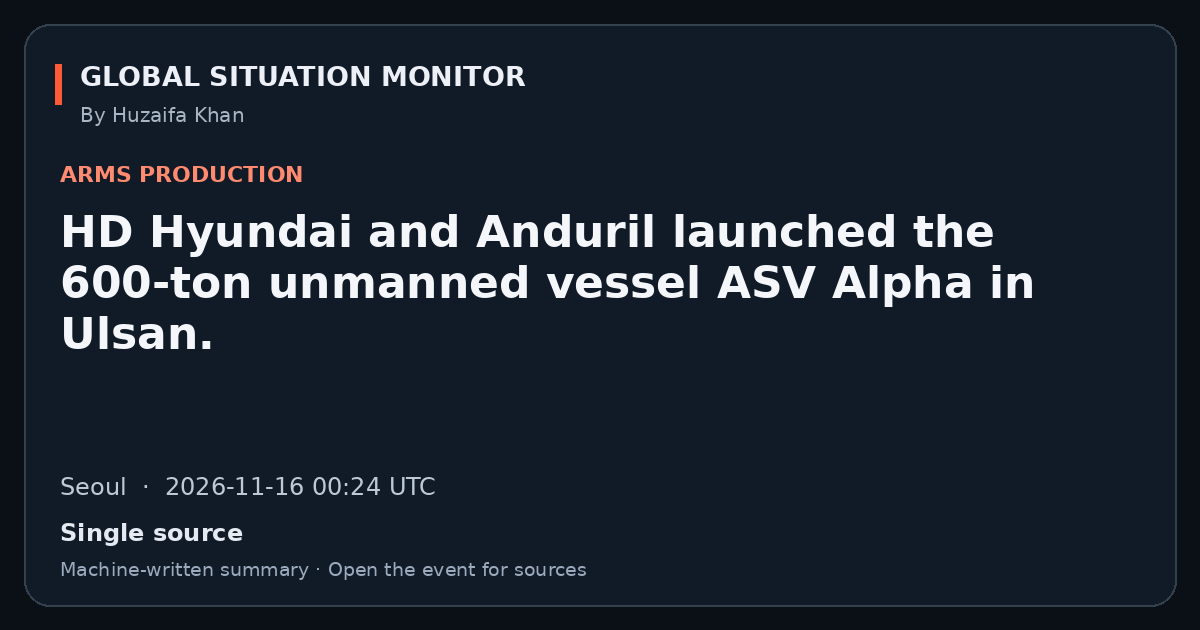 GLOBAL SITUATION MONITOR
By Huzaifa Khan
ARMS PRODUCTION
HD Hyundai and Anduril launched the
600-ton unmanned vessel ASV Alpha in
Ulsan.
Seoul · 2026-11-16 00:24 UTC
Single source
Machine-written summary · Open the event for sources